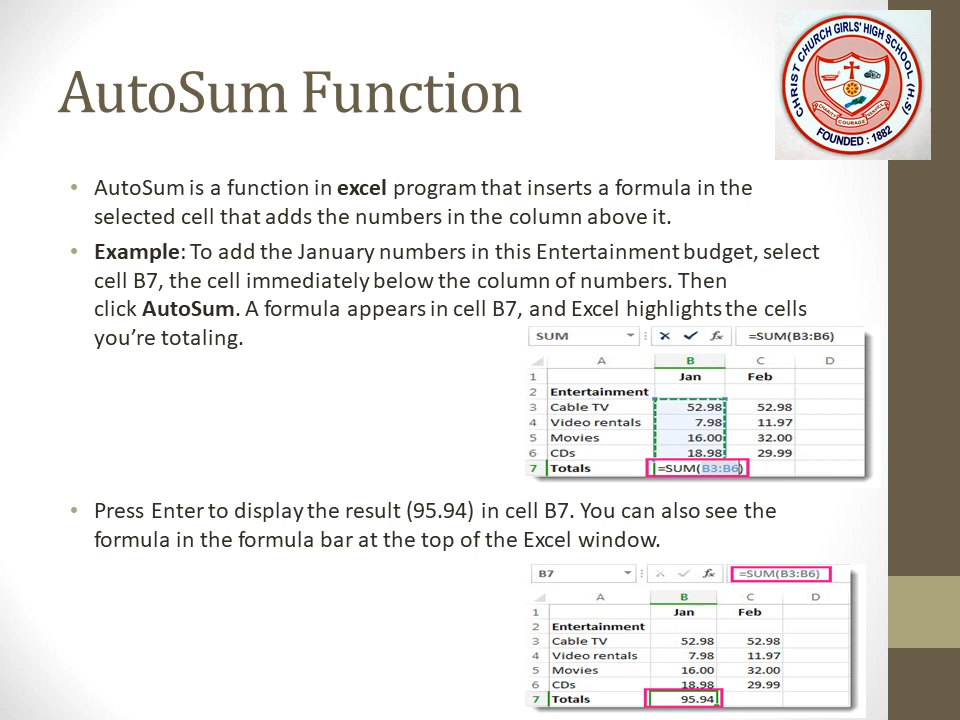 AutoSum Function
CHRIST CHURCH GIRLS' HIGH SCHOOL (H.S)
CHARITY COURAGE SERVICE
FOUNDED : 1882
• AutoSum is a function in excel program that inserts a formula in the
selected cell that adds the numbers in the column above it.
• Example: To add the January numbers in this Entertainment budget, select
cell B7, the cell immediately below the column of numbers. Then
click AutoSum. A formula appears in cell B7, and Excel highlights the cells
you're totaling.
SUM fx =SUM(B3:B6)
A B C D
1 Jan Feb
2 Entertainment
3 Cable TV 52.98 52.98
4 Video rentals 7.98 11.97
5 Movies 16.00 32.00
6 CDs 18.98 29.99
7 Totals =SUM(B3:B6)
• Press Enter to display the result (95.94) in cell B7. You can also see the
formula in the formula bar at the top of the Excel window.
B7 fx =SUM(B3:B6)
A B C D
1 Jan Feb
2 Entertainment
3 Cable TV 52.98 52.98
4 Video rentals 7.98 11.97
5 Movies 16.00 32.00
6 CDs 18.98 29.99
7 Totals 95.94